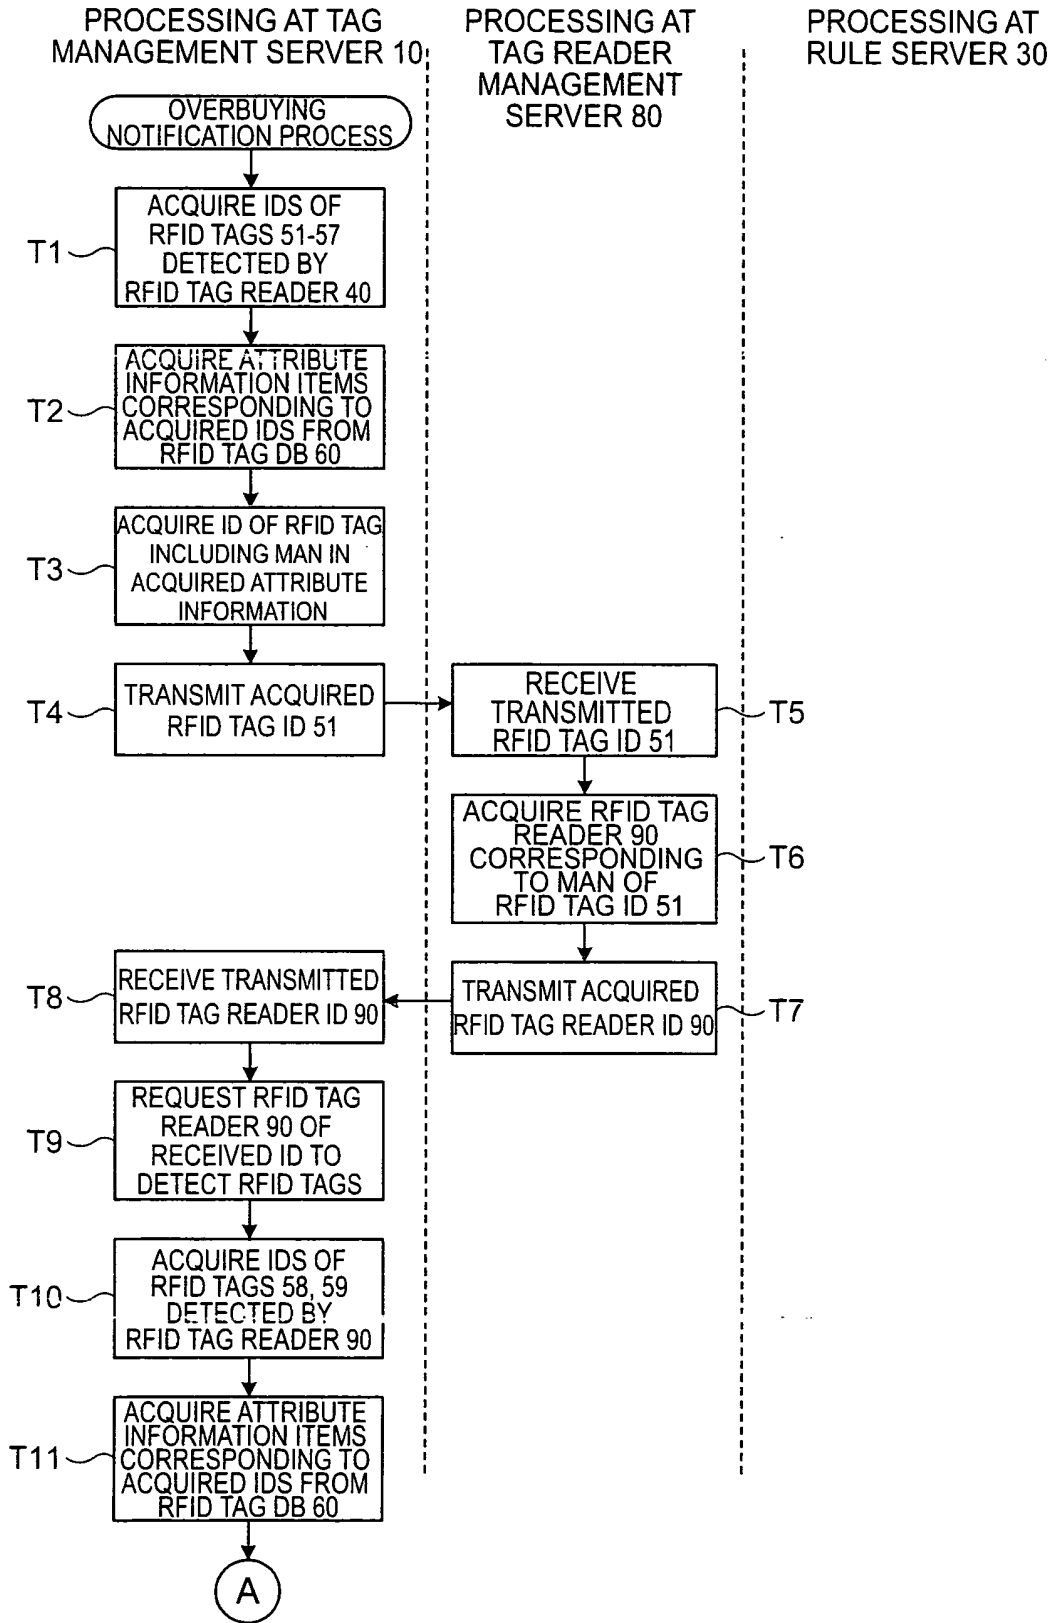 PROCESSING AT TAG
MANAGEMENT SERVER 10
PROCESSING AT
TAG READER
MANAGEMENT
SERVER 80
PROCESSING AT
RULE SERVER 30
OVERBUYING
NOTIFICATION PROCESS
T1
ACQUIRE IDS OF
RFID TAGS 51-57
DETECTED BY
RFID TAG READER 40
T2
ACQUIRE ATTRIBUTE
INFORMATION ITEMS
CORRESPONDING TO
ACQUIRED IDS FROM
RFID TAG DB 60
T3
ACQUIRE ID OF RFID TAG
INCLUDING MAN IN
ACQUIRED ATTRIBUTE
INFORMATION
T4
TRANSMIT ACQUIRED
RFID TAG ID 51
RECEIVE
TRANSMITTED
RFID TAG ID 51
T5
ACQUIRE RFID TAG
READER 90
CORRESPONDING
TO MAN OF
RFID TAG ID 51
T6
TRANSMIT ACQUIRED
RFID TAG READER ID 90
T7
T8
RECEIVE TRANSMITTED
RFID TAG READER ID 90
T9
REQUEST RFID TAG
READER 90 OF
RECEIVED ID TO
DETECT RFID TAGS
T10
ACQUIRE IDS OF
RFID TAGS 58, 59
DETECTED BY
RFID TAG READER 90
T11
ACQUIRE ATTRIBUTE
INFORMATION ITEMS
CORRESPONDING TO
ACQUIRED IDS FROM
RFID TAG DB 60
A